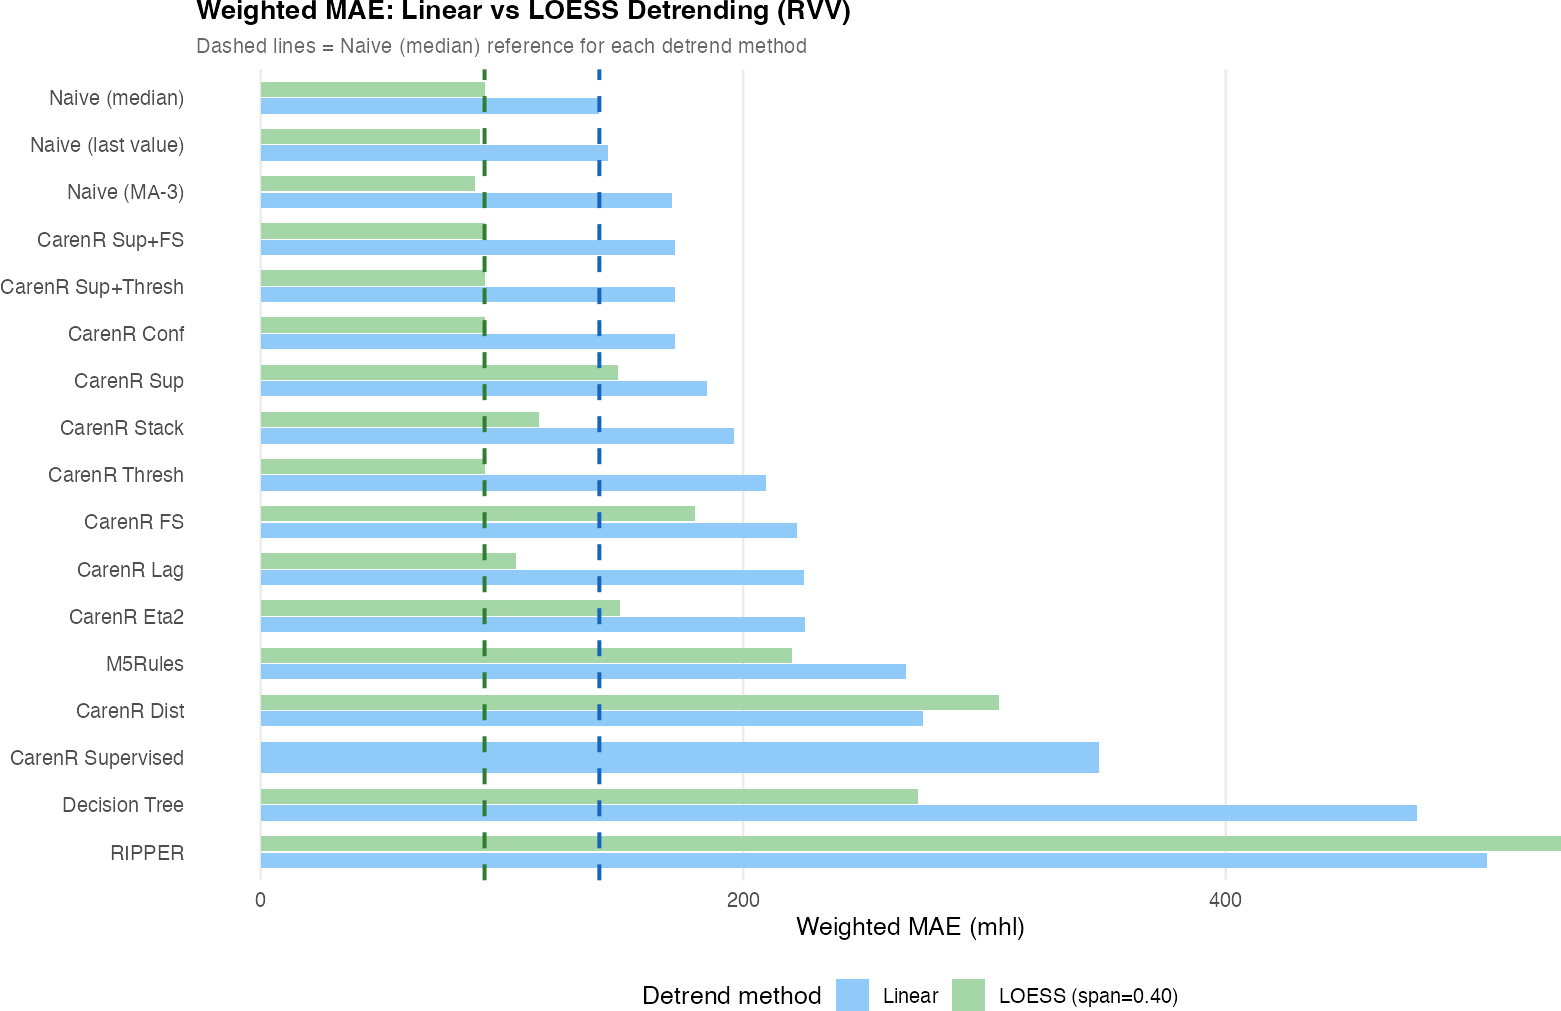 Weighted MAE: Linear vs LOESS Detrending (RVV)
Dashed lines = Naive (median) reference for each detrend method
Naive (median)
Naive (last value)
Naive (MA-3)
CarenR Sup+FS
CarenR Sup+Thresh
CarenR Conf
CarenR Sup
CarenR Stack
CarenR Thresh
CarenR FS
CarenR Lag
CarenR Eta2
M5Rules
CarenR Dist
CarenR Supervised
Decision Tree
RIPPER
0 200 400
Weighted MAE (mhl)
Detrend method Linear LOESS (span=0.40)